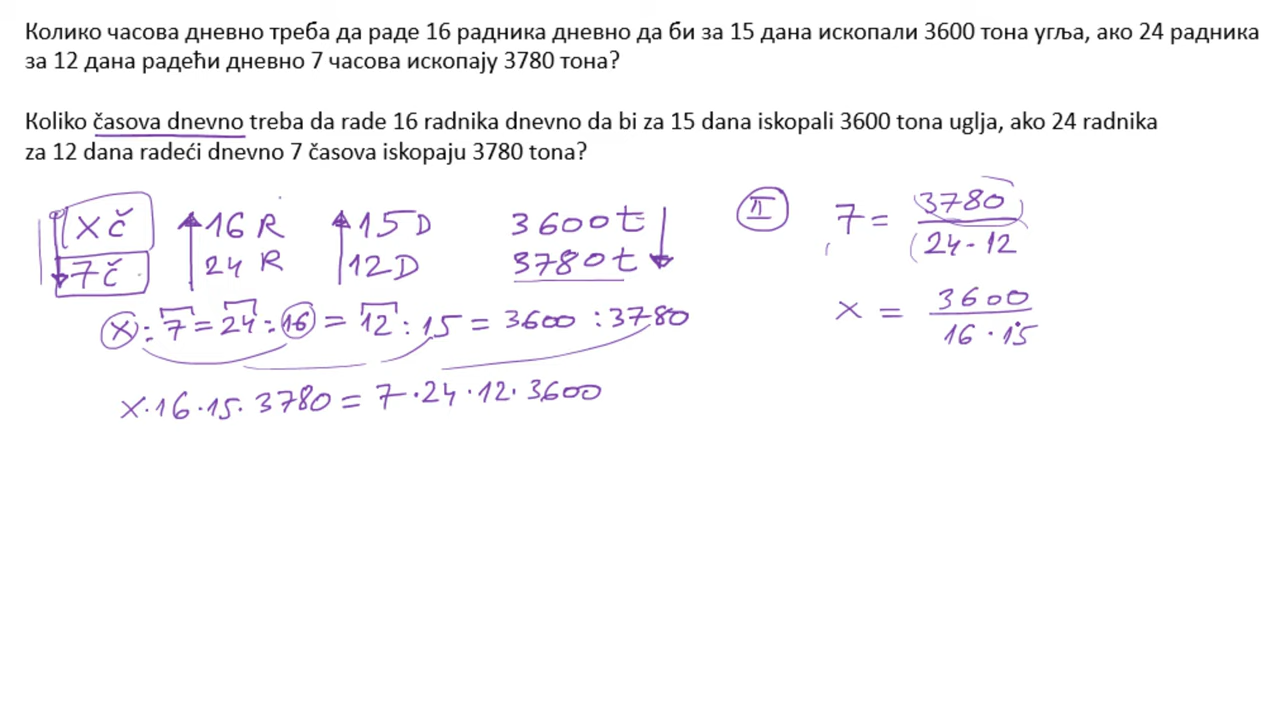 Колико часова дневно треба да раде 16 радника дневно да би за 15 дана ископали 3600 тона угља, ако 24 радника
за 12 дана радећи дневно 7 часова ископају 3780 тона?
Koliko časova dnevno treba da rade 16 radnika dnevno da bi za 15 dana iskopali 3600 tona uglja, ako 24 radnika
za 12 dana radeći dnevno 7 časova iskopaju 3780 tona?
x č 16 R 15 D 3600 t
7 č 24 R 12 D 3780 t
x : 7 = 24 : 16 = 12 : 15 = 3600 : 3780
x · 16 · 15 · 3780 = 7 · 24 · 12 · 3600
II 7 = 3780 / 24 · 12
x = 3600 / 16 · 15